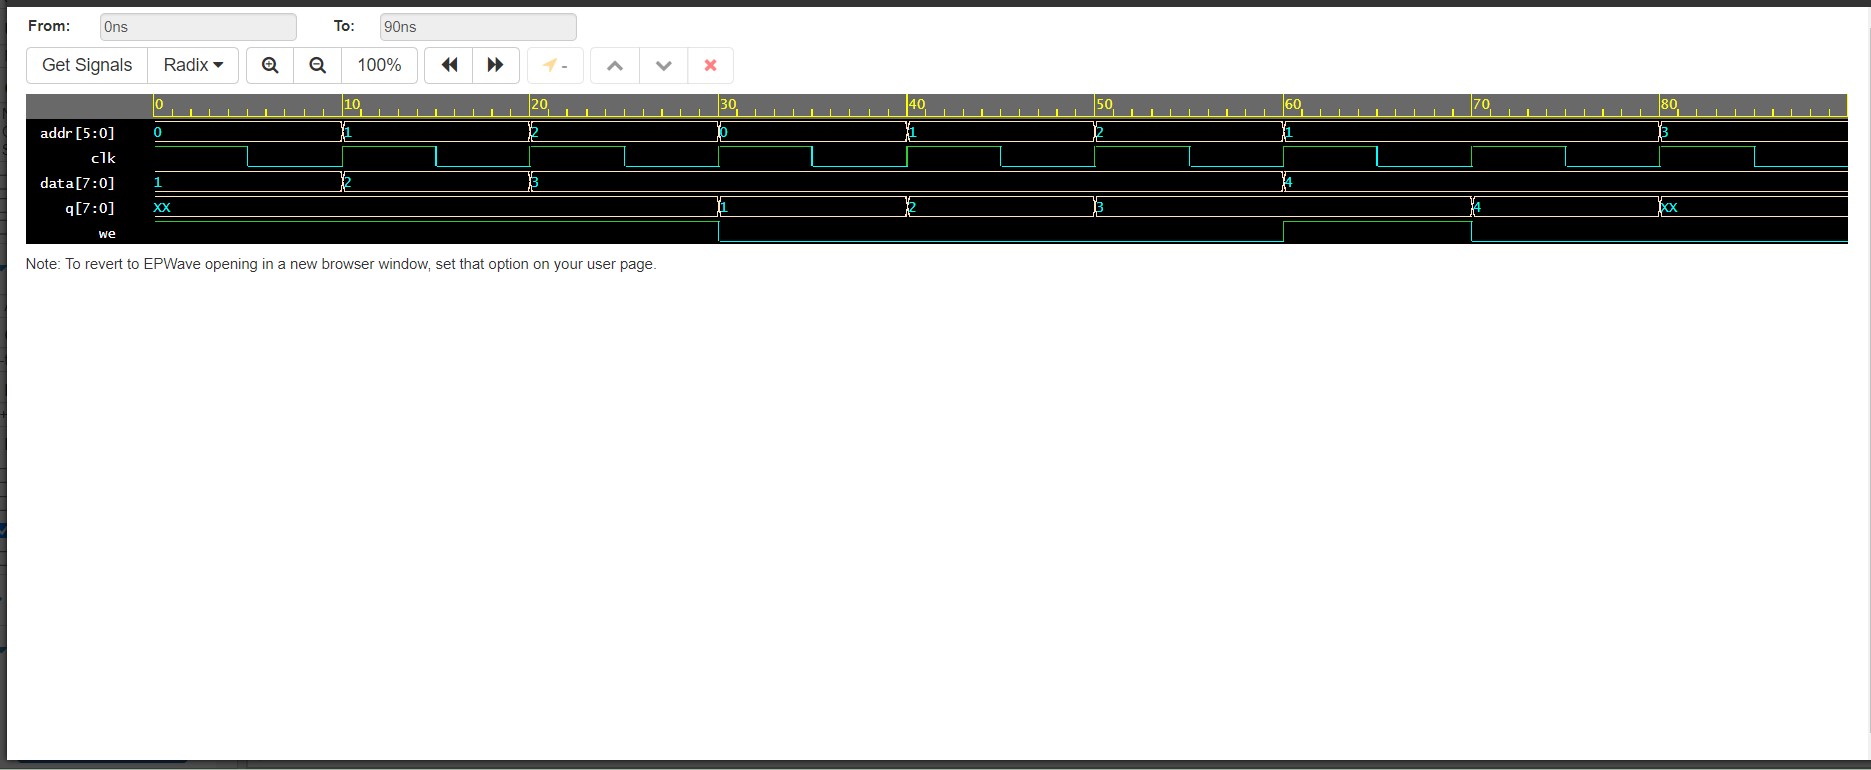 From: 0ns To: 90ns
Get Signals Radix 100% -
0 10 20 30 40 50 60 70 80
addr[5:0] 0 1 2 0 1 2 1 3
clk
data[7:0] 1 2 3 4
q[7:0] XX 1 2 3 4 XX
we
Note: To revert to EPWave opening in a new browser window, set that option on your user page.